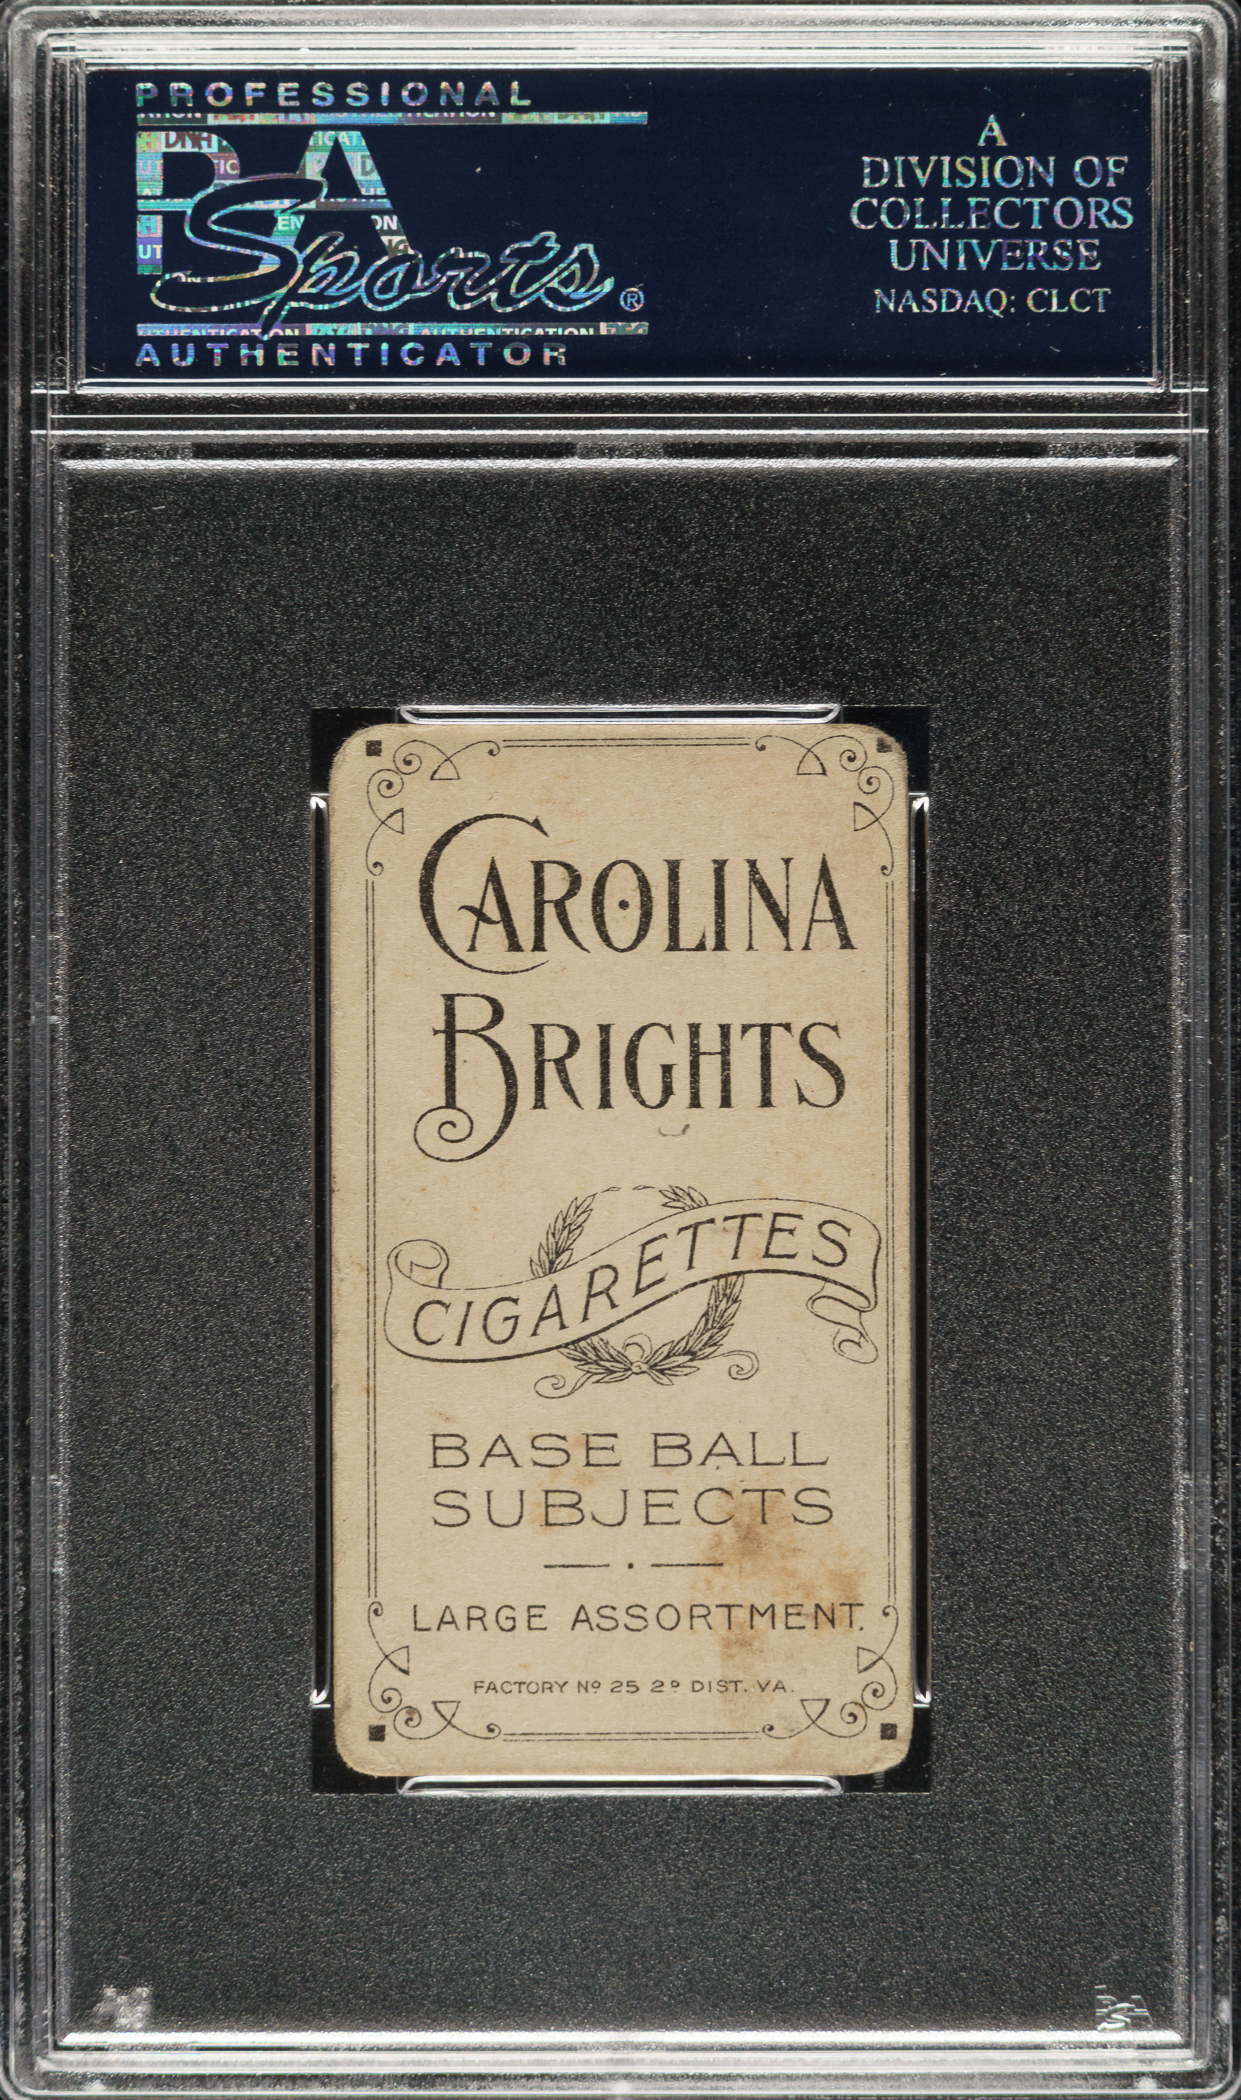 PROFESSIONAL
PSA
Sports®
AUTHENTICATOR
A
DIVISION OF
COLLECTORS
UNIVERSE
NASDAQ: CLCT
CAROLINA
BRIGHTS
CIGARETTES
BASE BALL
SUBJECTS
LARGE ASSORTMENT.
FACTORY Nº 25 2º DIST. VA.
PSA